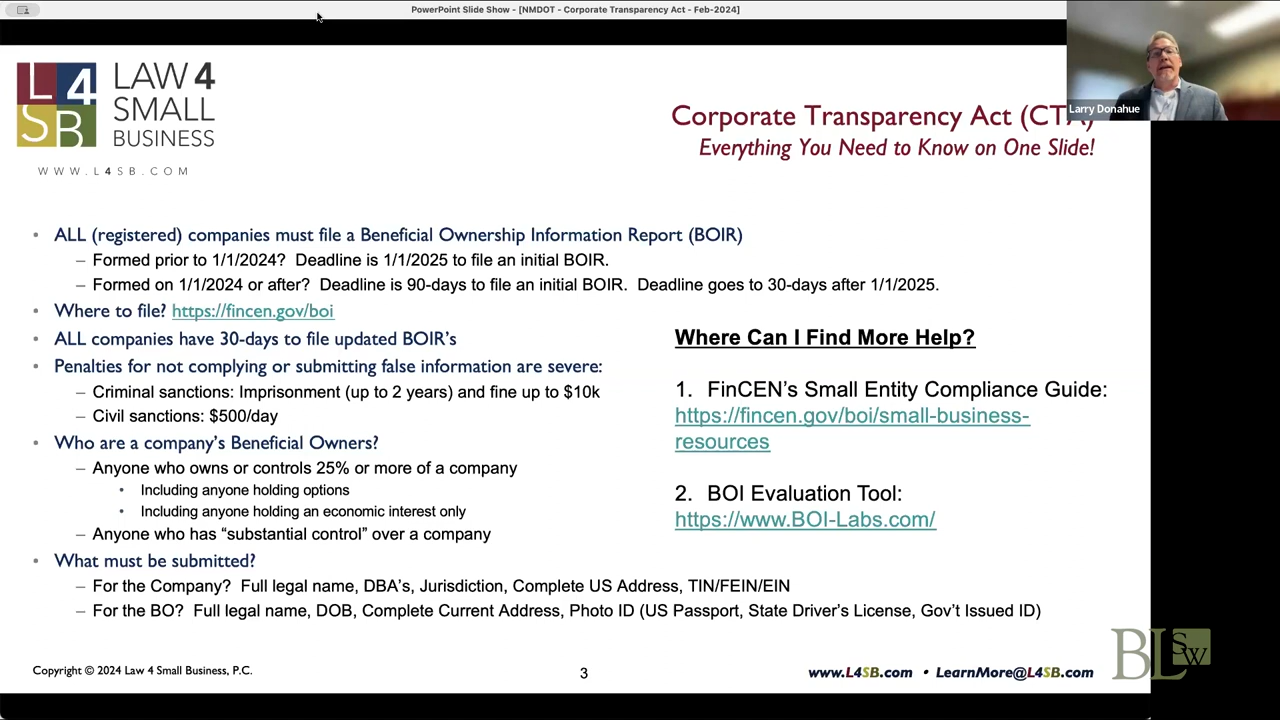 PowerPoint Slide Show - [NMDOT - Corporate Transparency Act - Feb-2024]
Larry Donahue
L4
SB
LAW 4
SMALL
BUSINESS
WWW.L4SB.COM
Corporate Transparency Act (CTA)
Everything You Need to Know on One Slide!
• ALL (registered) companies must file a Beneficial Ownership Information Report (BOIR)
– Formed prior to 1/1/2024? Deadline is 1/1/2025 to file an initial BOIR.
– Formed on 1/1/2024 or after? Deadline is 90-days to file an initial BOIR. Deadline goes to 30-days after 1/1/2025.
• Where to file? https://fincen.gov/boi
• ALL companies have 30-days to file updated BOIR's
• Penalties for not complying or submitting false information are severe:
– Criminal sanctions: Imprisonment (up to 2 years) and fine up to $10k
– Civil sanctions: $500/day
• Who are a company's Beneficial Owners?
– Anyone who owns or controls 25% or more of a company
• Including anyone holding options
• Including anyone holding an economic interest only
– Anyone who has "substantial control" over a company
• What must be submitted?
– For the Company? Full legal name, DBA's, Jurisdiction, Complete US Address, TIN/FEIN/EIN
– For the BO? Full legal name, DOB, Complete Current Address, Photo ID (US Passport, State Driver's License, Gov't Issued ID)
Where Can I Find More Help?
1. FinCEN's Small Entity Compliance Guide:
https://fincen.gov/boi/small-business-
resources
2. BOI Evaluation Tool:
https://www.BOI-Labs.com/
Copyright © 2024 Law 4 Small Business, P.C.
3
www.L4SB.com • LearnMore@L4SB.com
BLSW